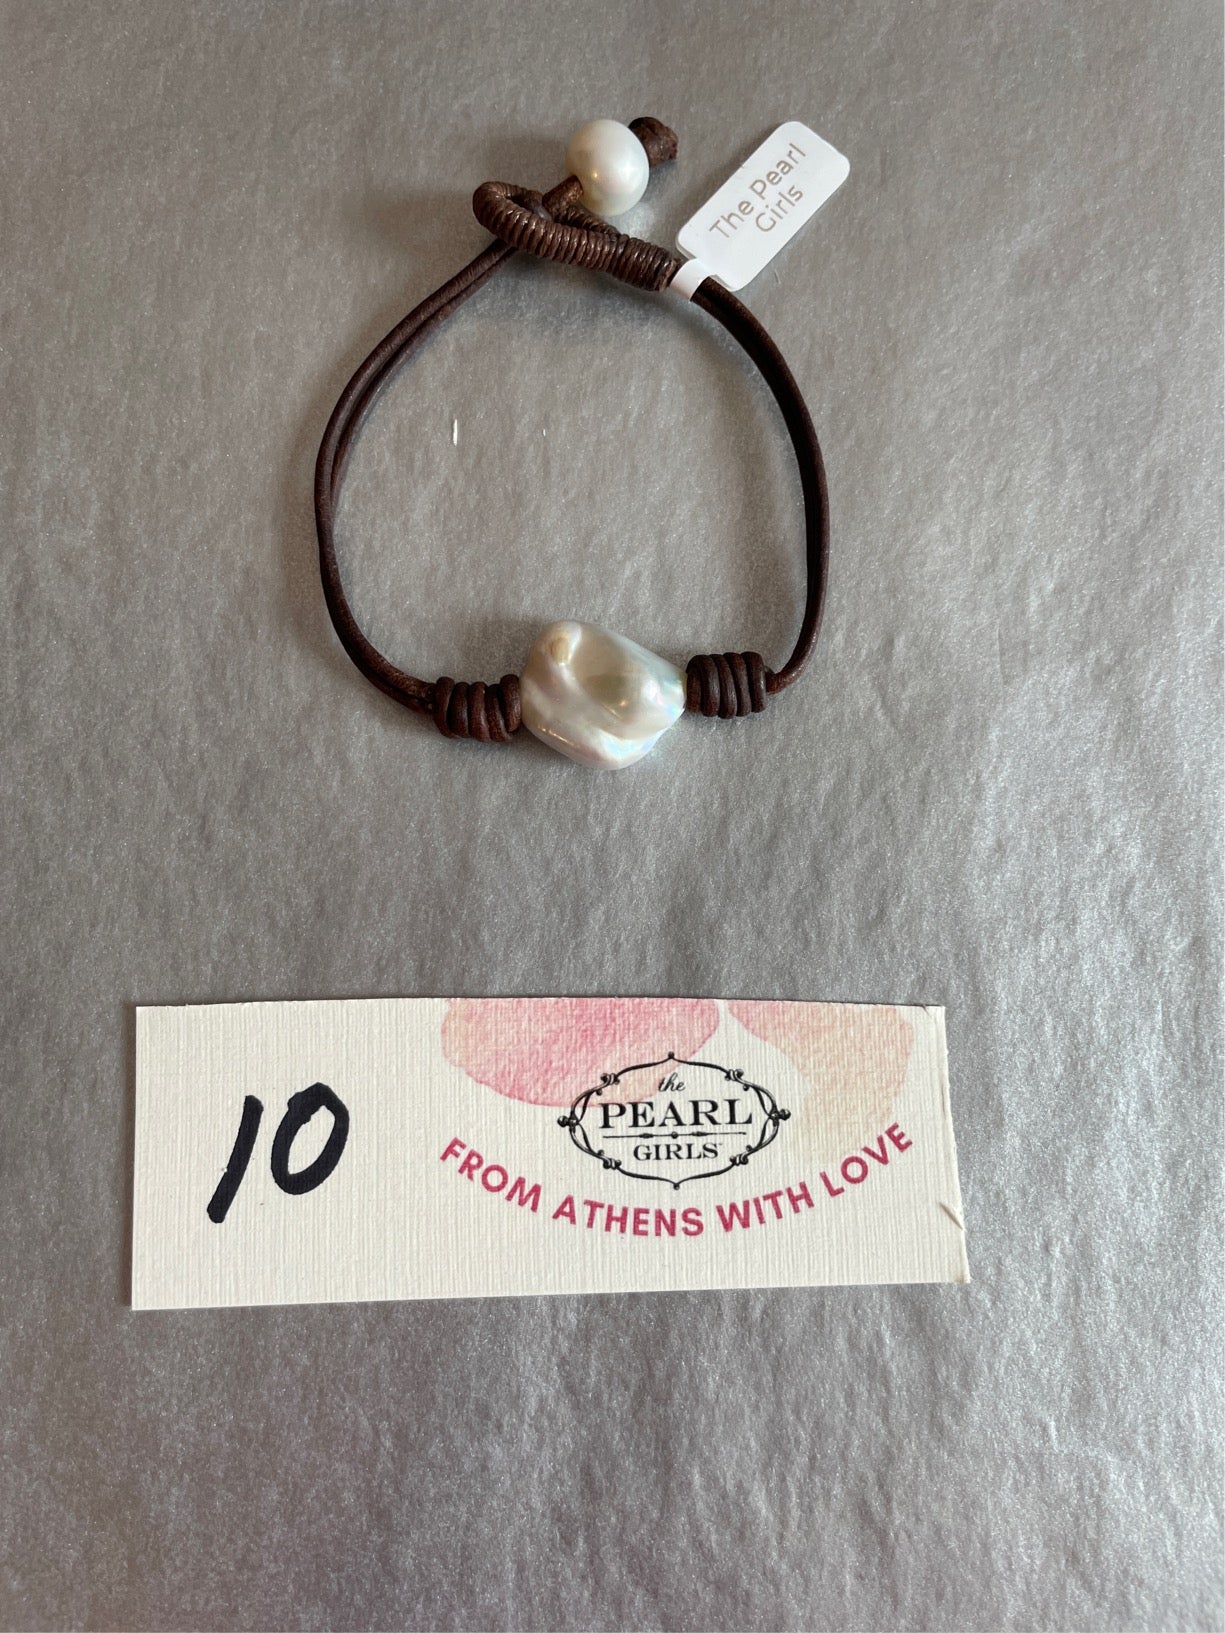 The Pearl
Girls
10
the
PEARL
GIRLS
FROM ATHENS WITH LOVE